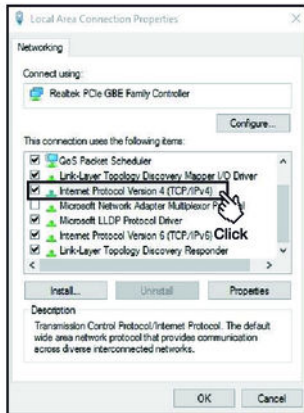 Local Area Connection Properties
Networking
Connect using:
Realtek PCIe GBE Family Controller
Configure...
This connection uses the following items:
QoS Packet Scheduler
Link-Layer Topology Discovery Mapper I/O Driver
Internet Protocol Version 4 (TCP/IPv4)
Microsoft Network Adapter Multiplexor
Microsoft LLDP Protocol Driver
Internet Protocol Version 6 (TCP/IPv6)
Click
Link-Layer Topology Discovery Responder
Install...
Uninstall
Properties
Description
Transmission Control Protocol/Internet Protocol. The default
wide area network protocol that provides communication
across diverse interconnected networks.
OK
Cancel